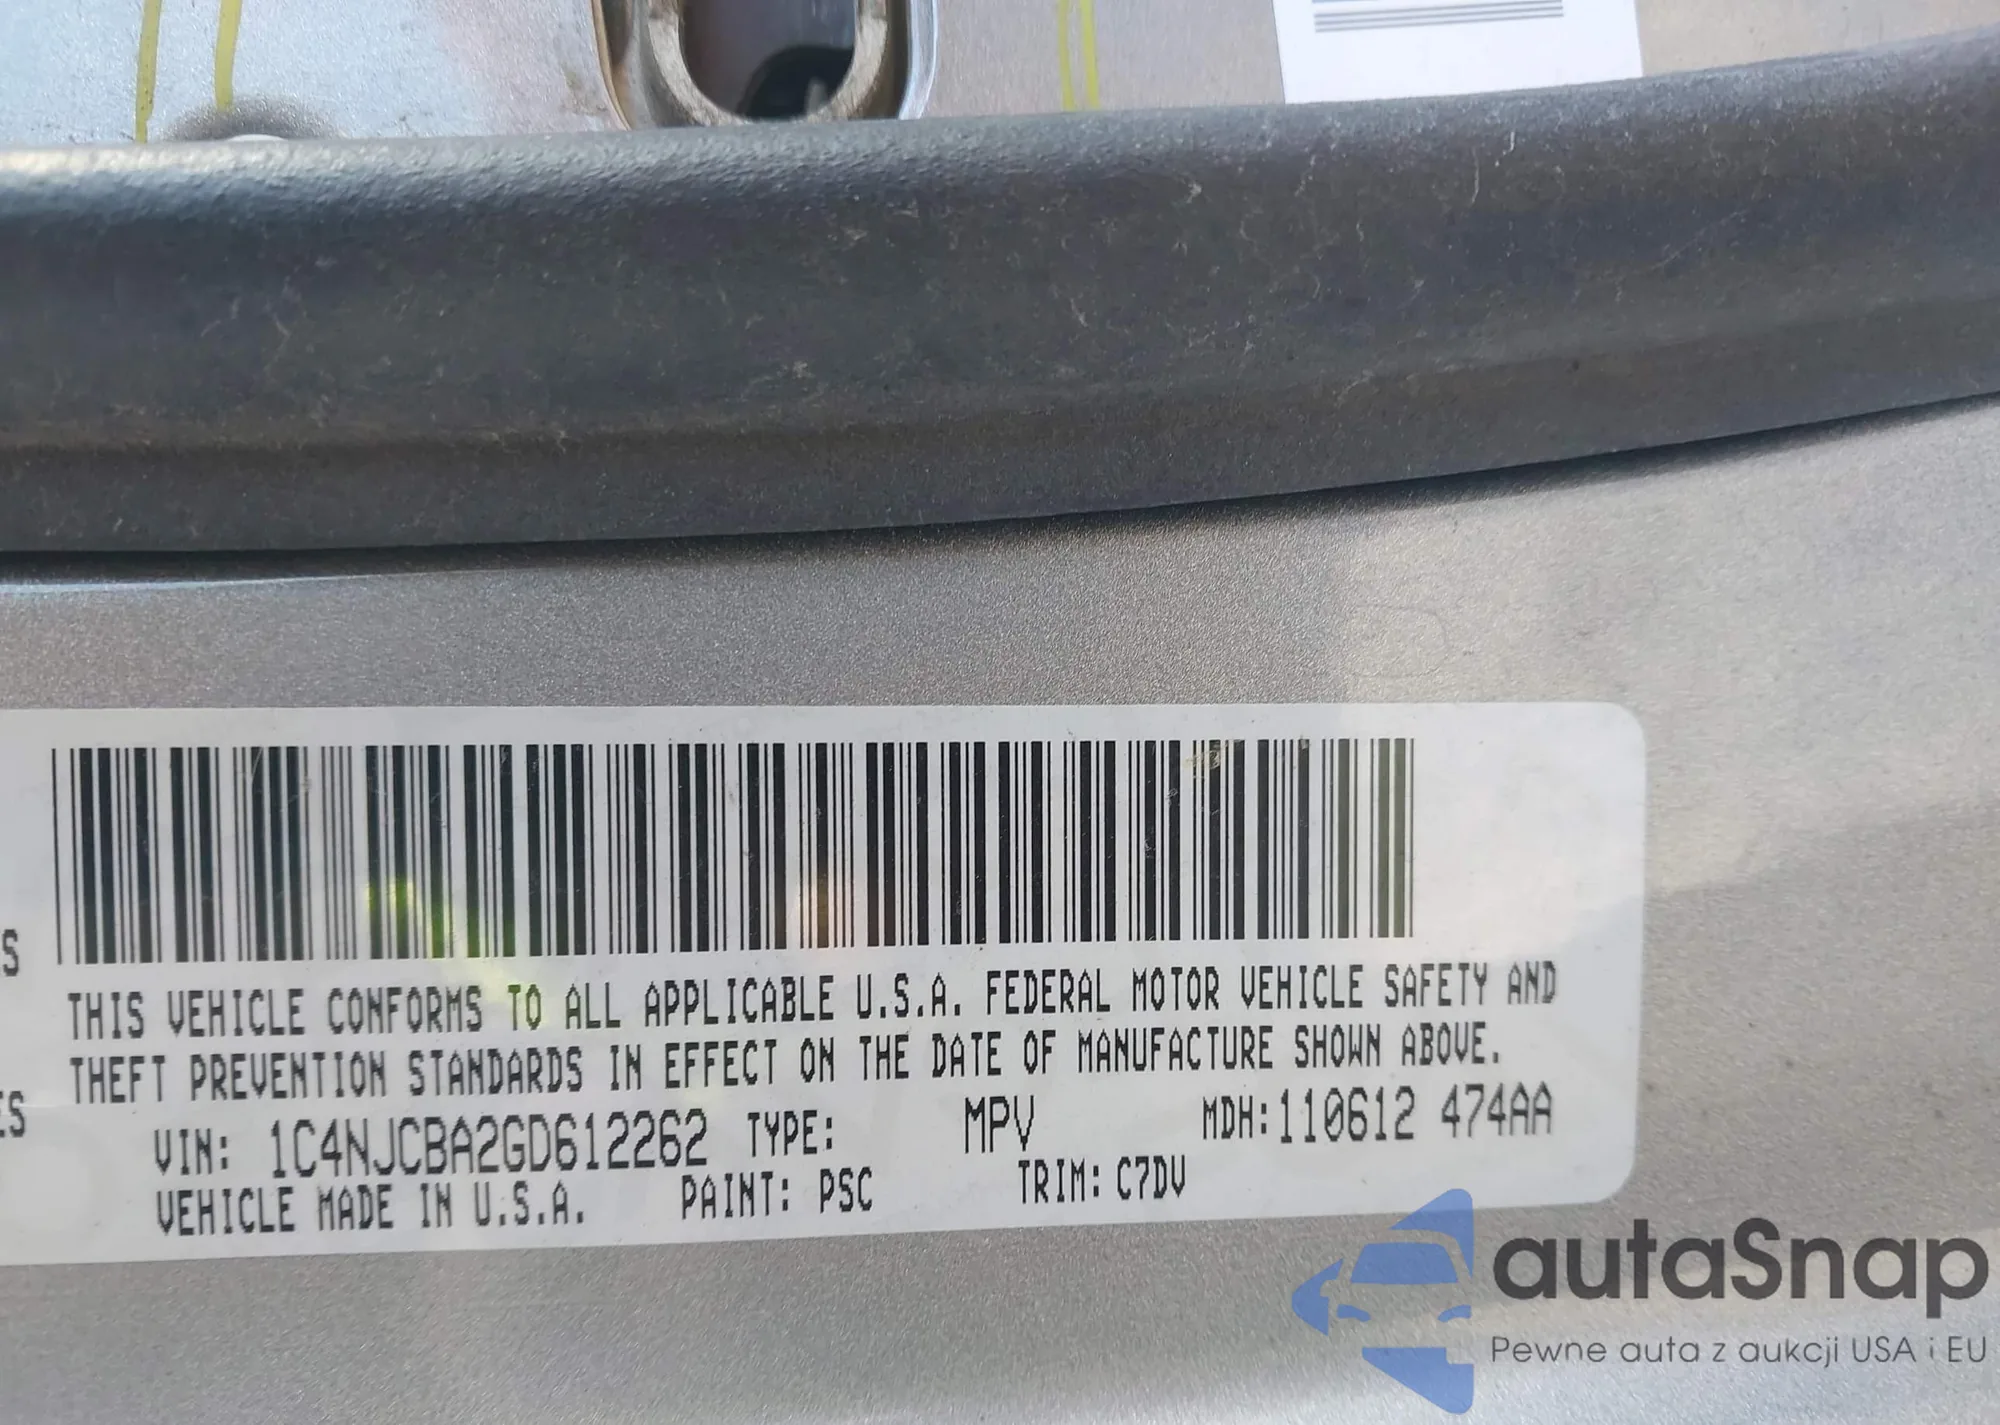 S
THIS VEHICLE CONFORMS TO ALL APPLICABLE U.S.A. FEDERAL MOTOR VEHICLE SAFETY AND
THEFT PREVENTION STANDARDS IN EFFECT ON THE DATE OF MANUFACTURE SHOWN ABOVE.
ES
VIN: 1C4NJCBA2GD612262 TYPE: MPV MDH:110612 474AA
VEHICLE MADE IN U.S.A. PAINT: PSC TRIM: C7DV
autaSnap
Pewne auta z aukcji USA i EU